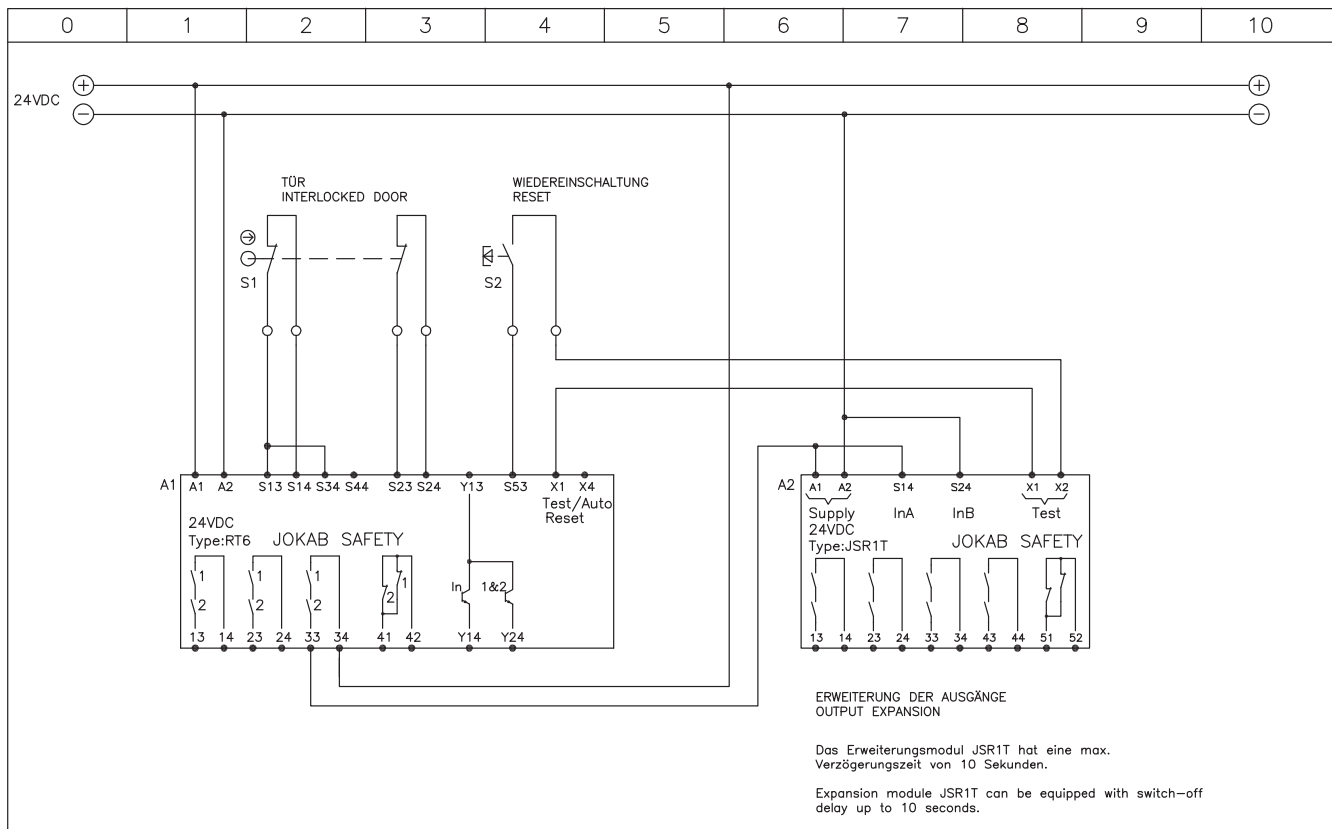 0 1 2 3 4 5 6 7 8 9 10
24VDC
TÜR
INTERLOCKED DOOR
WIEDEREINSCHALTUNG
RESET
S1
S2
A1
A1 A2 S13 S14 S34 S44 S23 S24 Y13 S53 X1 X4
Test/Auto
Reset
24VDC
Type:RT6
JOKAB SAFETY
1 1 1 1
2 2 2 2
In 1&2
13 14 23 24 33 34 41 42 Y14 Y24
A2
A1 A2 S14 S24 X1 X2
Supply InA InB Test
24VDC
Type:JSR1T
JOKAB SAFETY
13 14 23 24 33 34 43 44 51 52
ERWEITERUNG DER AUSGÄNGE
OUTPUT EXPANSION
Das Erweiterungsmodul JSR1T hat eine max.
Verzögerungszeit von 10 Sekunden.
Expansion module JSR1T can be equipped with switch-off
delay up to 10 seconds.